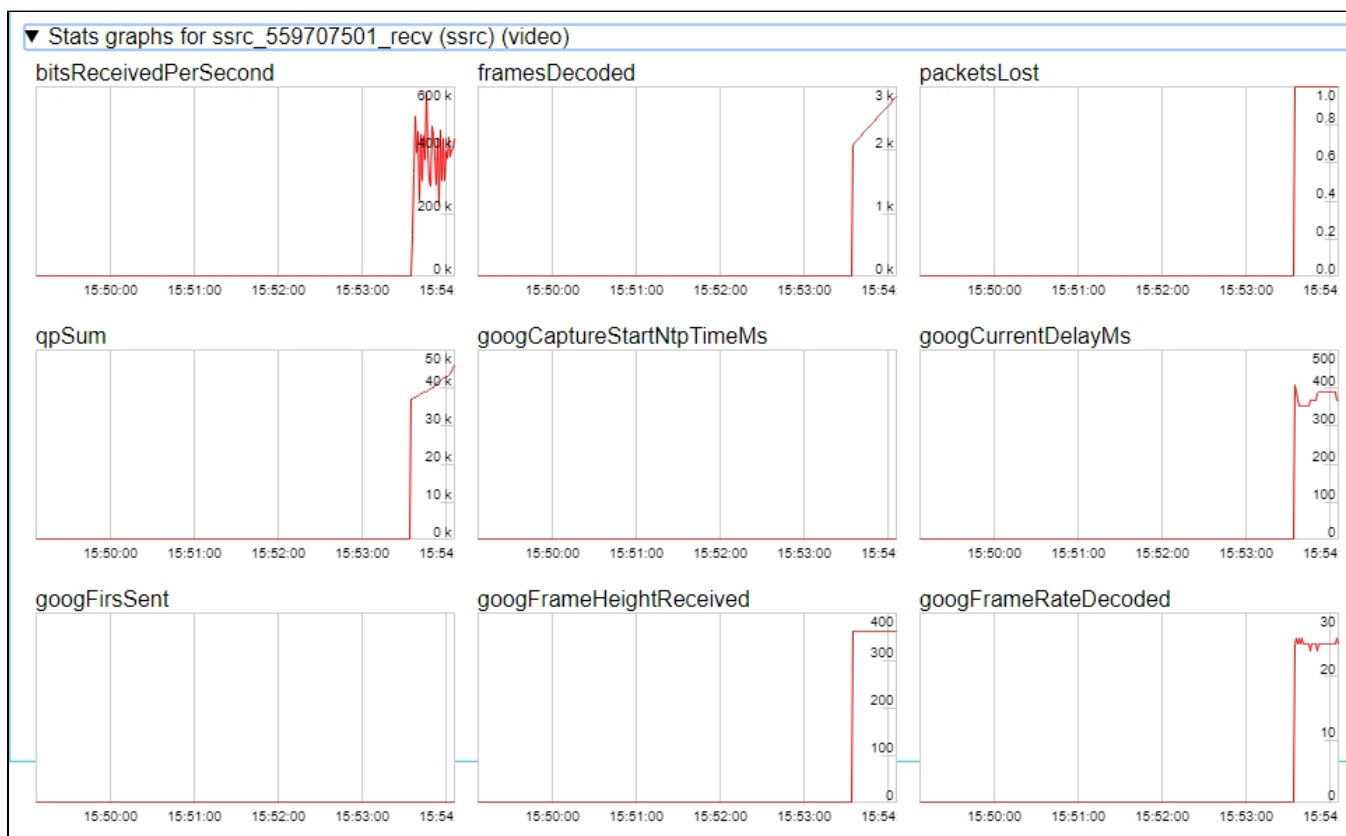 ▼ Stats graphs for ssrc_559707501_recv (ssrc) (video)
bitsReceivedPerSecond
600 k
400 k
200 k
0 k
15:50:00 15:51:00 15:52:00 15:53:00 15:54:
framesDecoded
3 k
2 k
1 k
0 k
15:50:00 15:51:00 15:52:00 15:53:00 15:54:
packetsLost
1.0
0.8
0.6
0.4
0.2
0.0
15:50:00 15:51:00 15:52:00 15:53:00 15:54:
qpSum
50 k
40 k
30 k
20 k
10 k
0 k
15:50:00 15:51:00 15:52:00 15:53:00 15:54:
googCaptureStartNtpTimeMs
15:50:00 15:51:00 15:52:00 15:53:00 15:54:
googCurrentDelayMs
500
400
300
200
100
0
15:50:00 15:51:00 15:52:00 15:53:00 15:54:
googFirsSent
15:50:00 15:51:00 15:52:00 15:53:00 15:54:
googFrameHeightReceived
400
300
200
100
0
15:50:00 15:51:00 15:52:00 15:53:00 15:54:
googFrameRateDecoded
30
20
10
0
15:50:00 15:51:00 15:52:00 15:53:00 15:54: